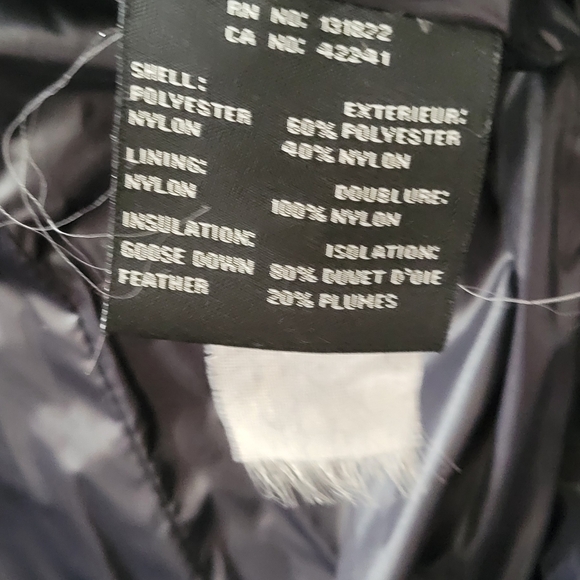 RN NO: 131822
CA NO: 42241
SHELL:
POLYESTER
NYLON
EXTERIEUR:
60% POLYESTER
40% NYLON
LINING:
NYLON
DOUBLURE:
100% NYLON
INSULATION:
GOOSE DOWN
FEATHER
ISOLATION:
80% DUVET D'OIE
20% PLUMES